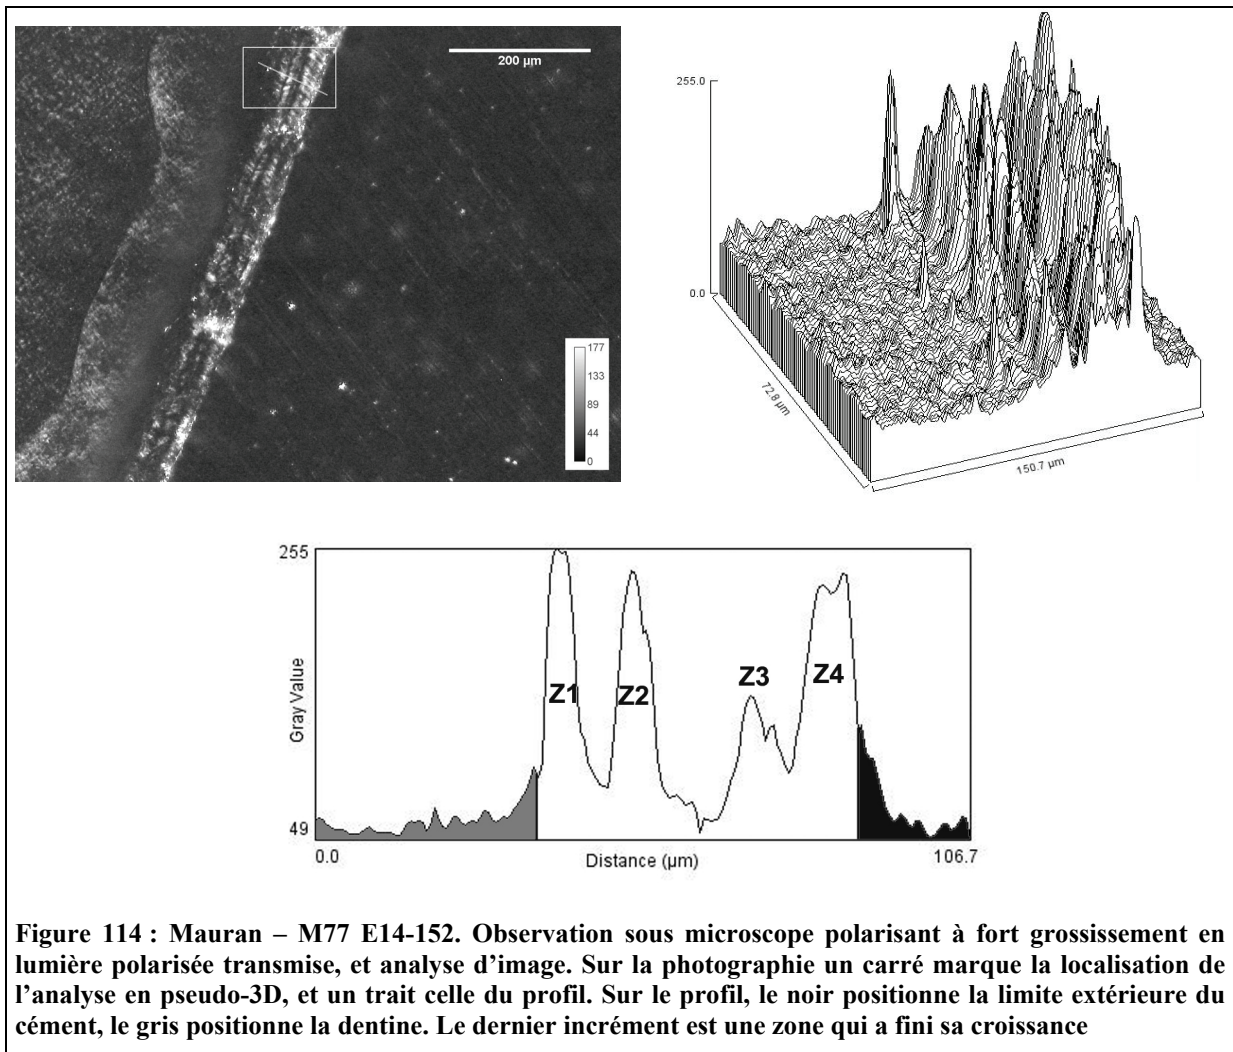 200 µm
177
133
89
44
0
255.0
0.0
72.8 µm
150.7 µm
255
Gray Value
49
Z1
Z2
Z3
Z4
0.0
Distance (µm)
106.7
Figure 114 : Mauran – M77 E14-152. Observation sous microscope polarisant à fort grossissement en
lumière polarisée transmise, et analyse d’image. Sur la photographie un carré marque la localisation de
l’analyse en pseudo-3D, et un trait celle du profil. Sur le profil, le noir positionne la limite extérieure du
cément, le gris positionne la dentine. Le dernier incrément est une zone qui a fini sa croissance